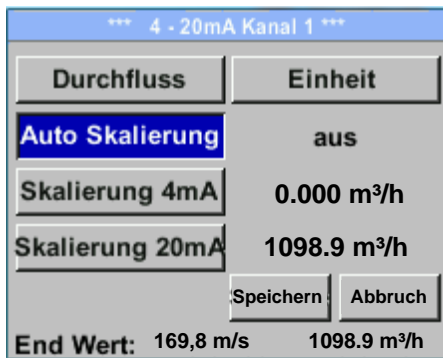 *** 4 - 20mA Kanal 1 ***
Durchfluss Einheit
Auto Skalierung aus
Skalierung 4mA 0.000 m³/h
Skalierung 20mA 1098.9 m³/h
Speichern Abbruch
End Wert: 169,8 m/s 1098.9 m³/h